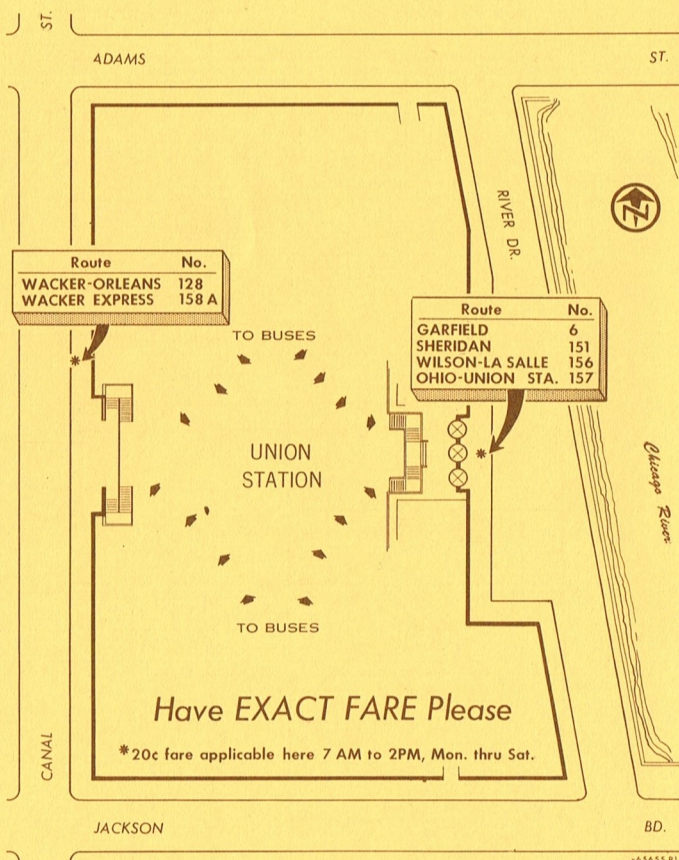 ST.
ADAMS ST.
RIVER DR.
N
Route No.
WACKER-ORLEANS 128
WACKER EXPRESS 158 A
Route No.
GARFIELD 6
SHERIDAN 151
WILSON-LA SALLE 156
OHIO-UNION STA. 157
TO BUSES
UNION
STATION
Chicago River
TO BUSES
Have EXACT FARE Please
*20¢ fare applicable here 7 AM to 2PM, Mon. thru Sat.
CANAL
JACKSON BD.